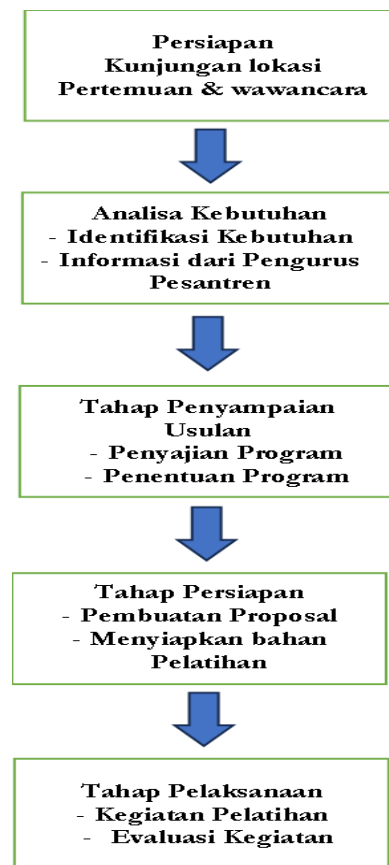 Persiapan
Kunjungan lokasi
Pertemuan & wawancara
Analisa Kebutuhan
- Identifikasi Kebutuhan
- Informasi dari Pengurus
Pesantren
Tahap Penyampaian
Usulan
- Penyajian Program
- Penentuan Program
Tahap Persiapan
- Pembuatan Proposal
- Menyiapkan bahan
Pelatihan
Tahap Pelaksanaan
- Kegiatan Pelatihan
- Evaluasi Kegiatan